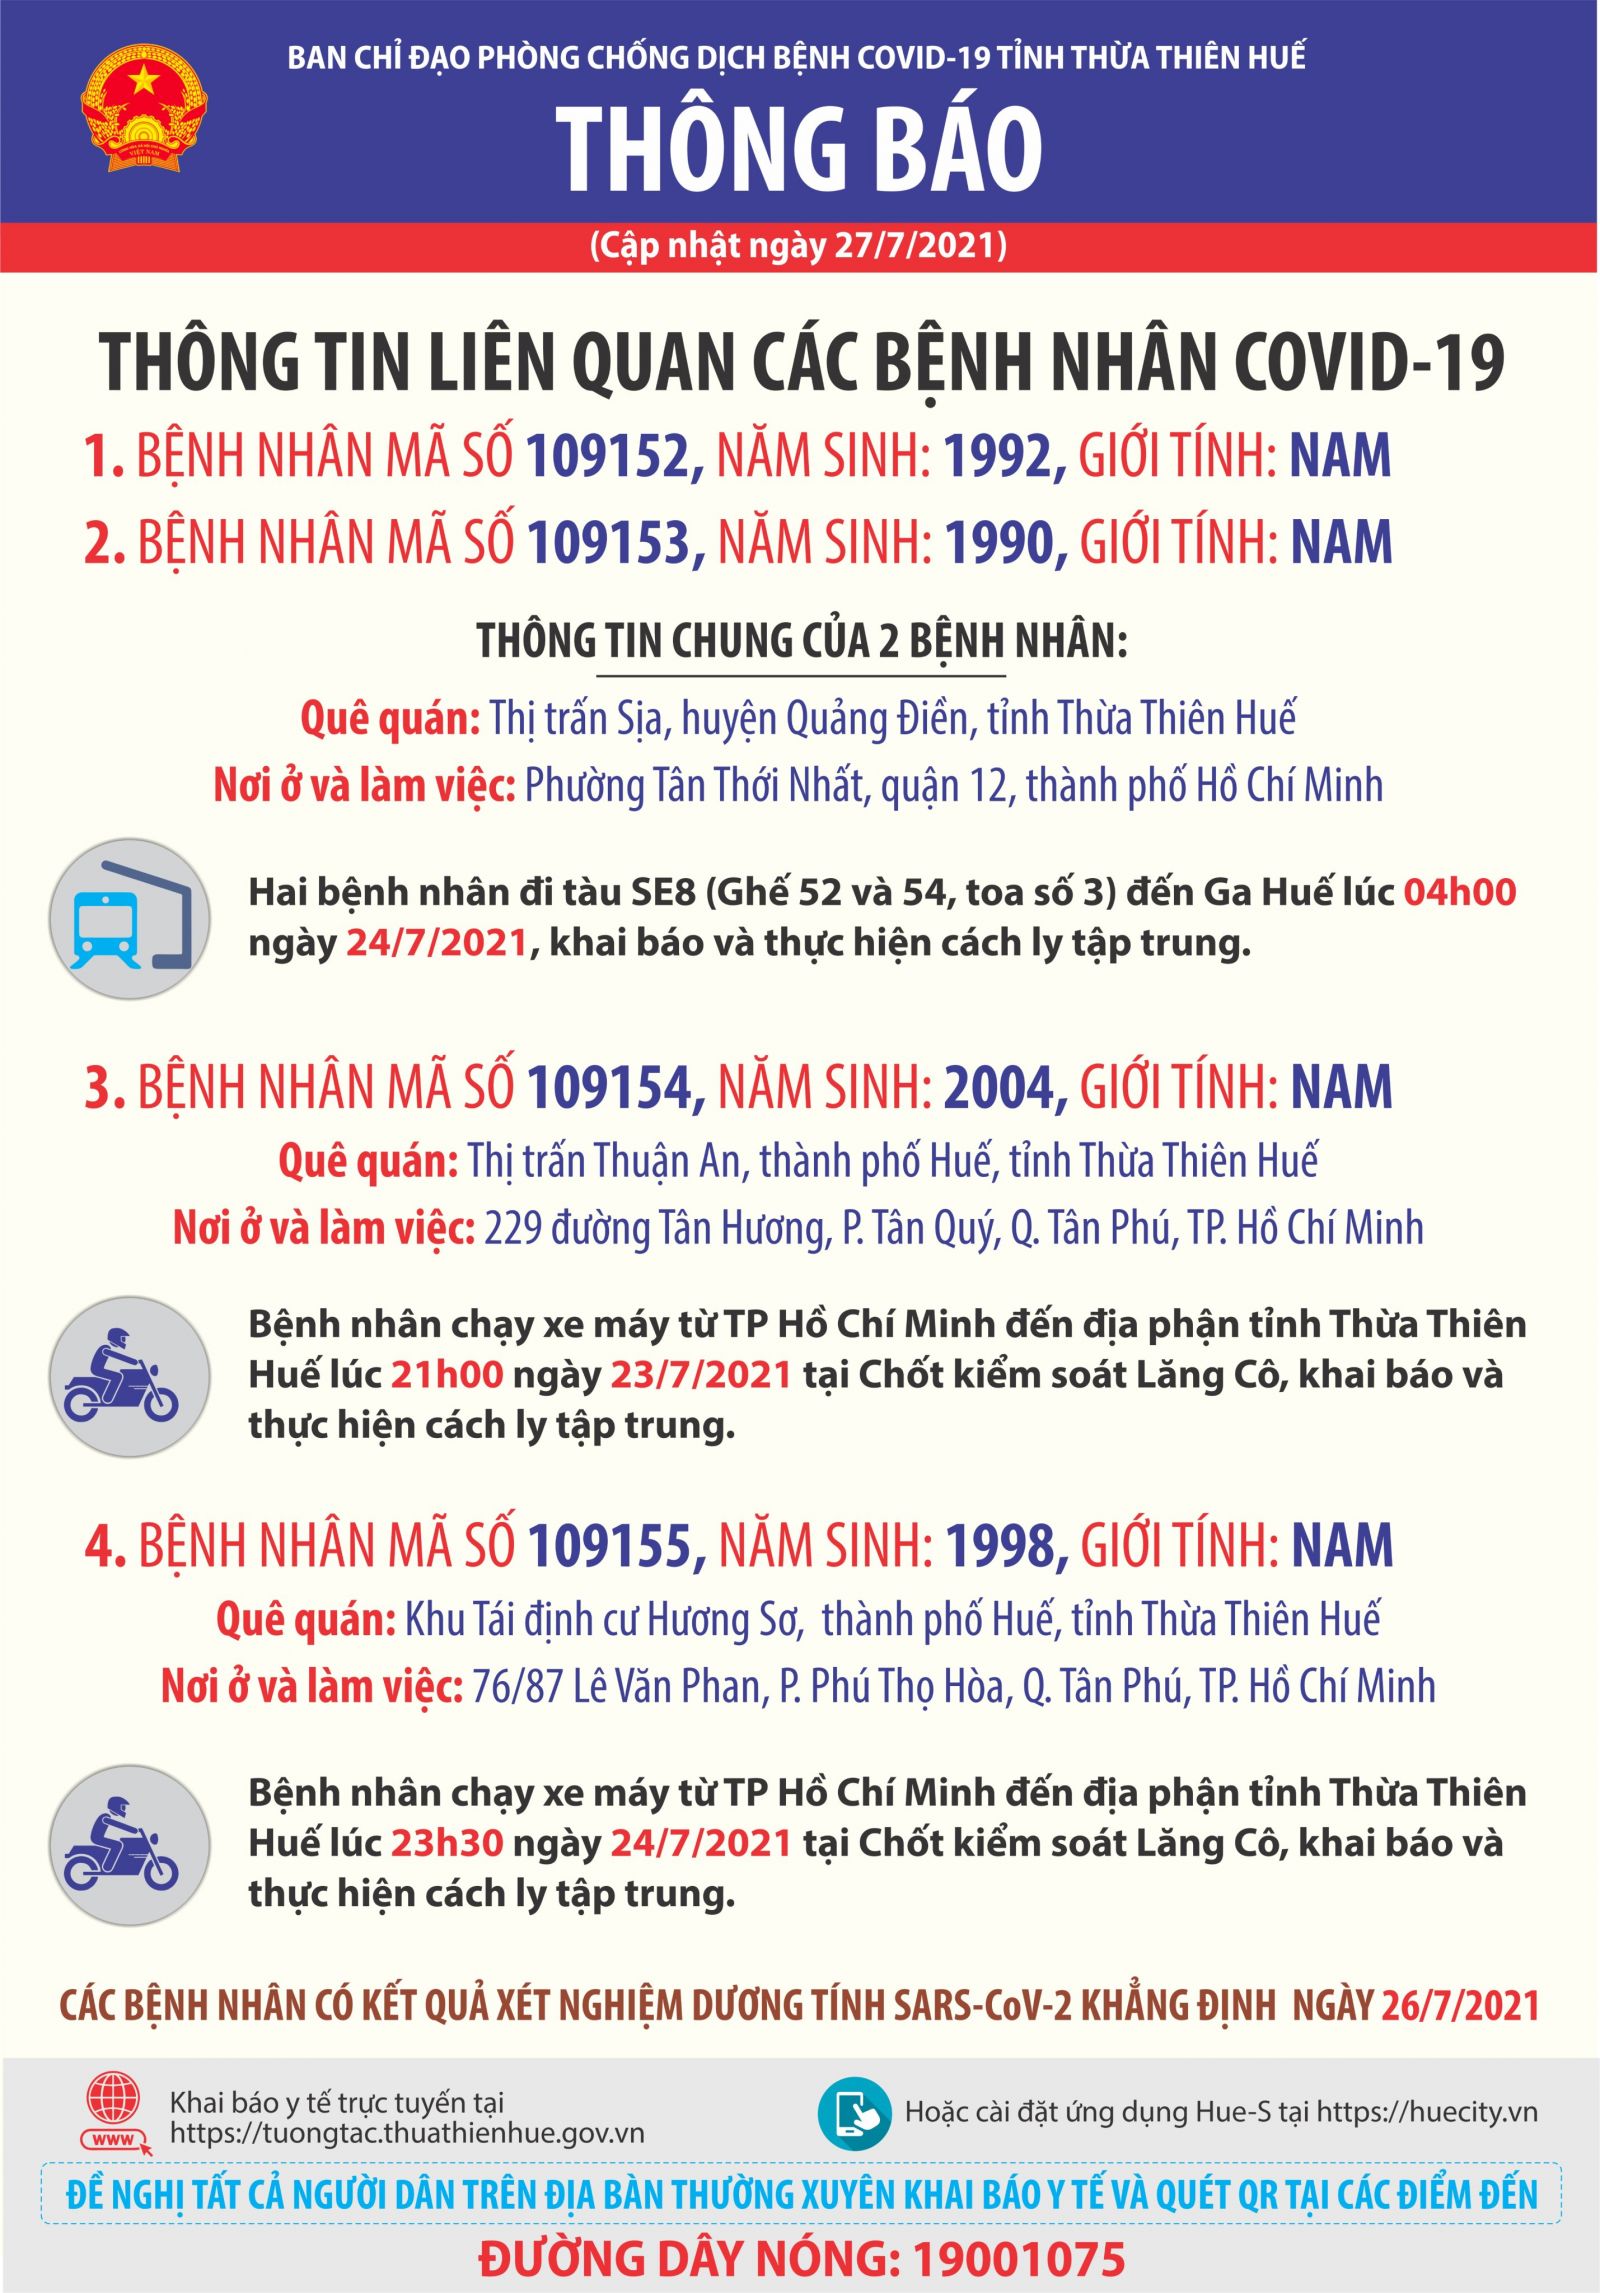 BAN CHỈ ĐẠO PHÒNG CHỐNG DỊCH BỆNH COVID-19 TỈNH THỪA THIÊN HUẾ
THÔNG BÁO
(Cập nhật ngày 27/7/2021)
THÔNG TIN LIÊN QUAN CÁC BỆNH NHÂN COVID-19
1. BỆNH NHÂN MÃ SỐ 109152, NĂM SINH: 1992, GIỚI TÍNH: NAM
2. BỆNH NHÂN MÃ SỐ 109153, NĂM SINH: 1990, GIỚI TÍNH: NAM
THÔNG TIN CHUNG CỦA 2 BỆNH NHÂN:
Quê quán: Thị trấn Sịa, huyện Quảng Điền, tỉnh Thừa Thiên Huế
Nơi ở và làm việc: Phường Tân Thới Nhất, quận 12, thành phố Hồ Chí Minh
Hai bệnh nhân đi tàu SE8 (Ghế 52 và 54, toa số 3) đến Ga Huế lúc 04h00
ngày 24/7/2021, khai báo và thực hiện cách ly tập trung.
3. BỆNH NHÂN MÃ SỐ 109154, NĂM SINH: 2004, GIỚI TÍNH: NAM
Quê quán: Thị trấn Thuận An, thành phố Huế, tỉnh Thừa Thiên Huế
Nơi ở và làm việc: 229 đường Tân Hương, P. Tân Quý, Q. Tân Phú, TP. Hồ Chí Minh
Bệnh nhân chạy xe máy từ TP Hồ Chí Minh đến địa phận tỉnh Thừa Thiên
Huế lúc 21h00 ngày 23/7/2021 tại Chốt kiểm soát Lăng Cô, khai báo và
thực hiện cách ly tập trung.
4. BỆNH NHÂN MÃ SỐ 109155, NĂM SINH: 1998, GIỚI TÍNH: NAM
Quê quán: Khu Tái định cư Hương Sơ, thành phố Huế, tỉnh Thừa Thiên Huế
Nơi ở và làm việc: 76/87 Lê Văn Phan, P. Phú Thọ Hòa, Q. Tân Phú, TP. Hồ Chí Minh
Bệnh nhân chạy xe máy từ TP Hồ Chí Minh đến địa phận tỉnh Thừa Thiên
Huế lúc 23h30 ngày 24/7/2021 tại Chốt kiểm soát Lăng Cô, khai báo và
thực hiện cách ly tập trung.
CÁC BỆNH NHÂN CÓ KẾT QUẢ XÉT NGHIỆM DƯƠNG TÍNH SARS-CoV-2 KHẲNG ĐỊNH NGÀY 26/7/2021
Khai báo y tế trực tuyến tại
www https://tuongtac.thuathienhue.gov.vn
Hoặc cài đặt ứng dụng Hue-S tại https://huecity.vn
ĐỀ NGHỊ TẤT CẢ NGƯỜI DÂN TRÊN ĐỊA BÀN THƯỜNG XUYÊN KHAI BÁO Y TẾ VÀ QUÉT QR TẠI CÁC ĐIỂM ĐẾN
ĐƯỜNG DÂY NÓNG: 19001075